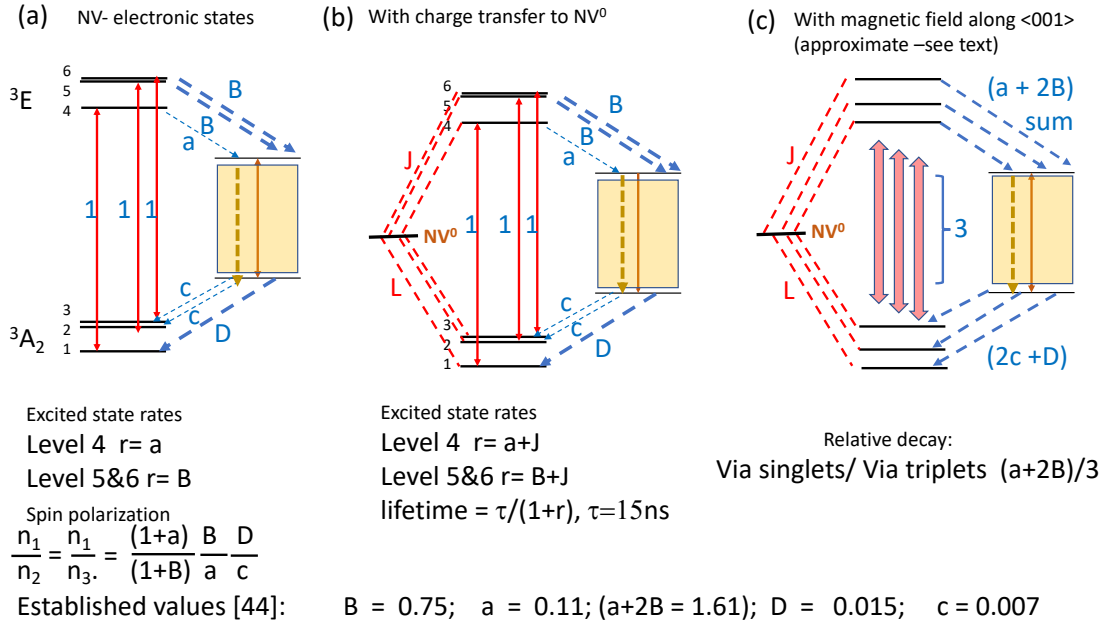 (a) NV- electronic states
6
5
4
³E
B
B
a
1 1 1
c
c
D
3
2
1
³A₂
Excited state rates
Level 4 r= a
Level 5&6 r= B
Spin polarization
n₁/n₂ = n₁/n₃. = (1+a)/(1+B) B/a D/c
(b) With charge transfer to NV⁰
6
5
4
J
B
B
a
1 1 1
NV⁰
L
c
c
D
3
2
1
Excited state rates
Level 4 r= a+J
Level 5&6 r= B+J
lifetime = τ/(1+r), τ=15ns
(c) With magnetic field along <001>
(approximate –see text)
(a + 2B)
sum
J
3
NV⁰
L
(2c +D)
Relative decay:
Via singlets/ Via triplets (a+2B)/3
Established values [44]: B = 0.75; a = 0.11; (a+2B = 1.61); D = 0.015; c = 0.007